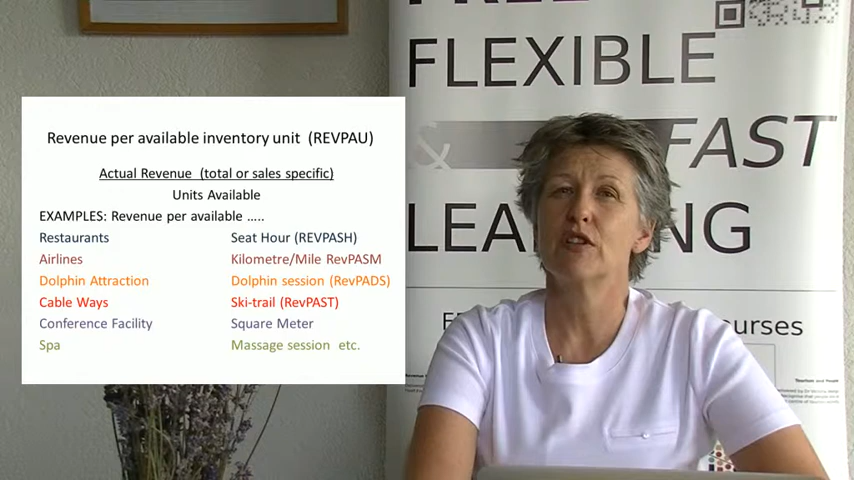 FREE
FLEXIBLE
& FAST
LEA NG
Revenue per available inventory unit (REVPAU)
Actual Revenue (total or sales specific)
Units Available
EXAMPLES: Revenue per available .....
Restaurants Seat Hour (REVPASH)
Airlines Kilometre/Mile RevPASM
Dolphin Attraction Dolphin session (RevPADS)
Cable Ways Ski-trail (RevPAST)
Conference Facility Square Meter
Spa Massage session etc.
ourses